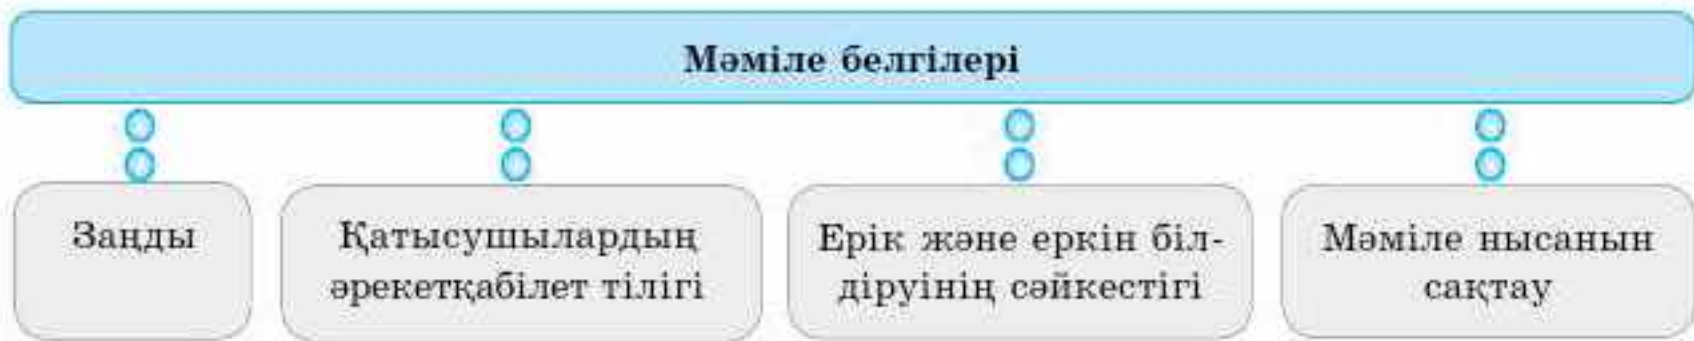 Мәміле белгілері
Заңды
Қатысушылардың
әрекетқабілет тілігі
Ерік және еркін біл-
діруінің сәйкестігі
Мәміле нысанын
сақтау